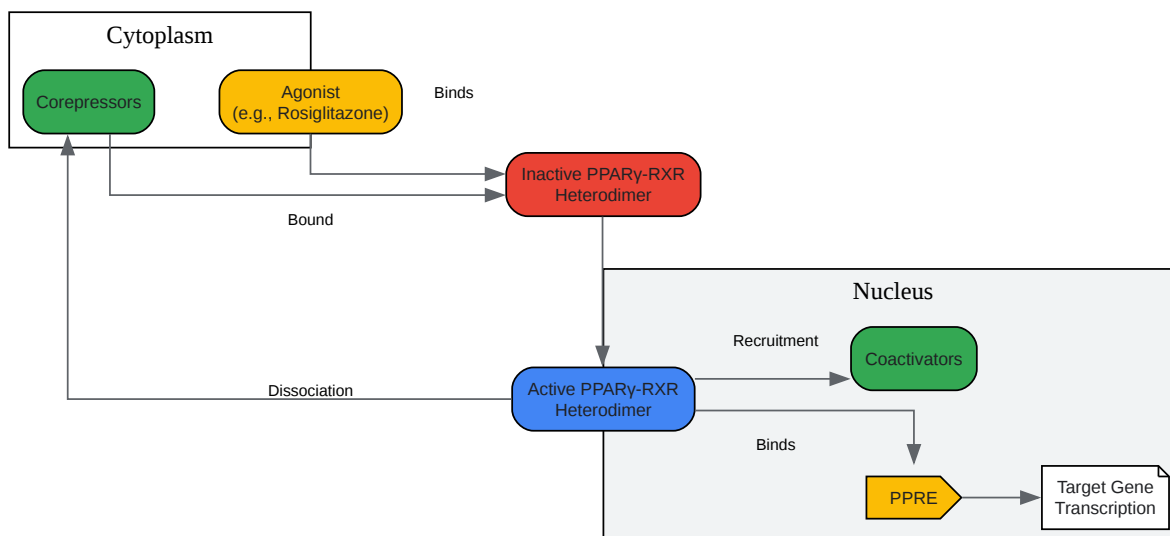 Cytoplasm
Corepressors
Agonist
(e.g., Rosiglitazone)
Binds
Inactive PPARγ-RXR
Heterodimer
Bound
Nucleus
Recruitment
Coactivators
Active PPARγ-RXR
Heterodimer
Dissociation
Binds
PPRE
Target Gene
Transcription